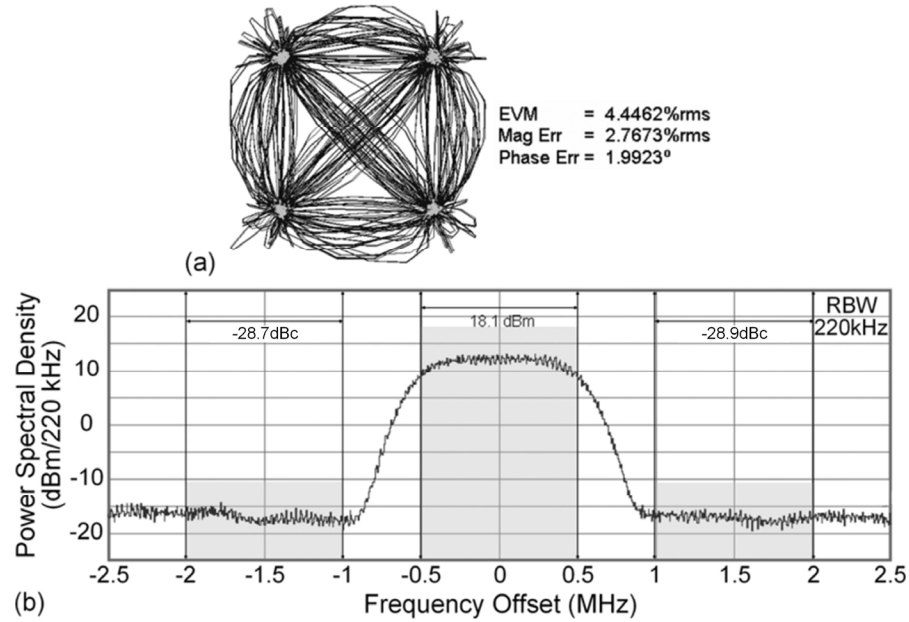 EVM = 4.4462%rms
Mag Err = 2.7673%rms
Phase Err = 1.9923º
(a)
Power Spectral Density
(dBm/220 kHz)
20
10
0
-10
-20
-28.7dBc
18.1 dBm
-28.9dBc
RBW
220kHz
-2.5 -2 -1.5 -1 -0.5 0 0.5 1 1.5 2 2.5
(b)
Frequency Offset (MHz)